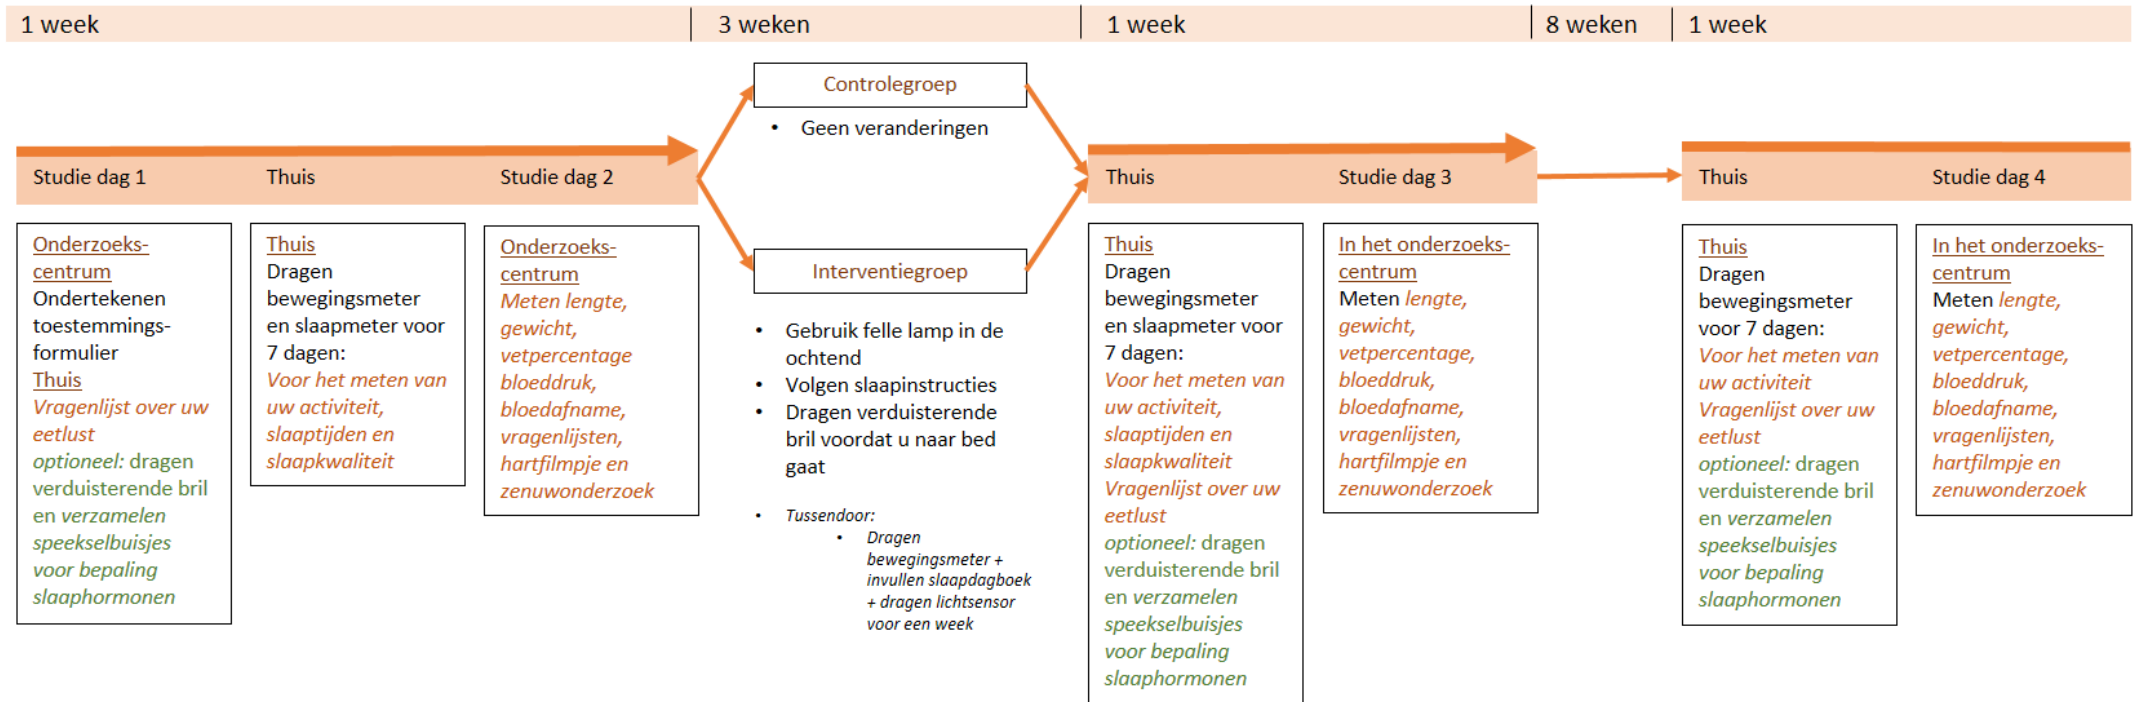 1 week
3 weken
1 week
8 weken
1 week
Controlegroep
• Geen veranderingen
Studie dag 1
Thuis
Studie dag 2
Thuis
Studie dag 3
Thuis
Studie dag 4
Onderzoeks-
centrum
Ondertekenen
toestemmings-
formulier
Thuis
Vragenlijst over uw
eetlust
optioneel: dragen
verduisterende bril
en verzamelen
speekselbuisjes
voor bepaling
slaaphormonen
Thuis
Dragen
bewegingsmeter
en slaapmeter voor
7 dagen:
Voor het meten van
uw activiteit,
slaaptijden en
slaapkwaliteit
Onderzoeks-
centrum
Meten lengte,
gewicht,
vetpercentage
bloeddruk,
bloedafname,
vragenlijsten,
hartfilmpje en
zenuwonderzoek
Interventiegroep
• Gebruik felle lamp in de
ochtend
• Volgen slaapinstructies
• Dragen verduisterende
bril voordat u naar bed
gaat
• Tussendoor:
• Dragen
bewegingsmeter +
invullen slaapdagboek
+ dragen lichtsensor
voor een week
Thuis
Dragen
bewegingsmeter
en slaapmeter voor
7 dagen:
Voor het meten van
uw activiteit,
slaaptijden en
slaapkwaliteit
Vragenlijst over uw
eetlust
optioneel: dragen
verduisterende bril
en verzamelen
speekselbuisjes
voor bepaling
slaaphormonen
In het onderzoeks-
centrum
Meten lengte,
gewicht,
vetpercentage,
bloeddruk,
bloedafname,
vragenlijsten,
hartfilmpje en
zenuwonderzoek
Thuis
Dragen
bewegingsmeter
voor 7 dagen:
Voor het meten van
uw activiteit
Vragenlijst over uw
eetlust
optioneel: dragen
verduisterende bril
en verzamelen
speekselbuisjes
voor bepaling
slaaphormonen
In het onderzoeks-
centrum
Meten lengte,
gewicht,
vetpercentage,
bloeddruk,
bloedafname,
vragenlijsten,
hartfilmpje en
zenuwonderzoek